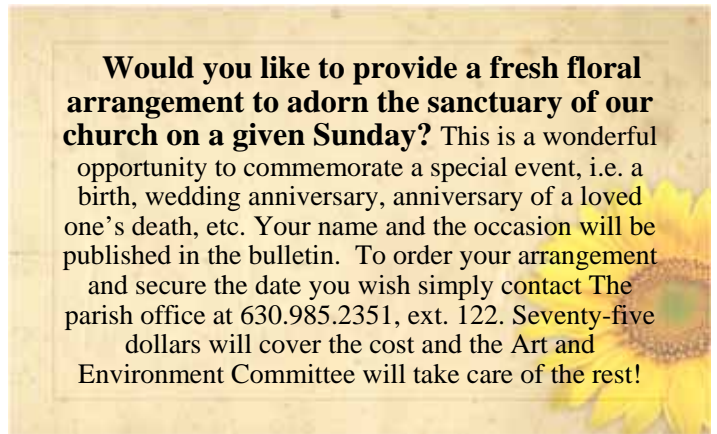 Would you like to provide a fresh floral
arrangement to adorn the sanctuary of our
church on a given Sunday? This is a wonderful
opportunity to commemorate a special event, i.e. a
birth, wedding anniversary, anniversary of a loved
one's death, etc. Your name and the occasion will be
published in the bulletin.  To order your arrangement
and secure the date you wish simply contact The
parish office at 630.985.2351, ext. 122. Seventy-five
dollars will cover the cost and the Art and
Environment Committee will take care of the rest!